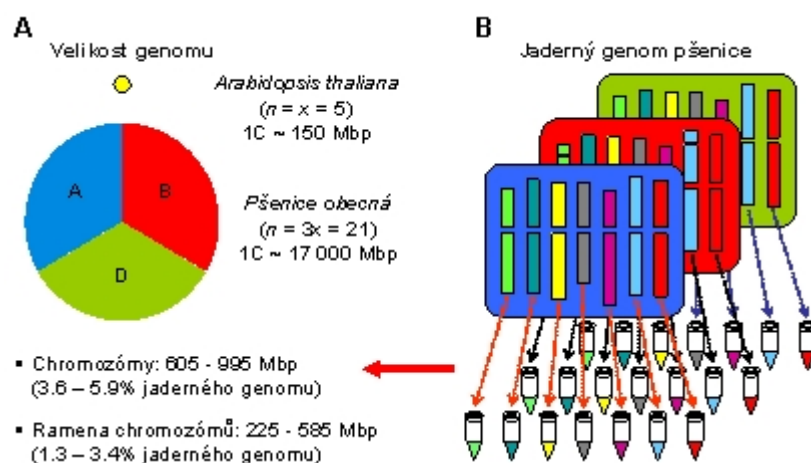 A
Velikost genomu
Arabidopsis thaliana
(n = x = 5)
1C ~ 150 Mbp
A
B
D
Pšenice obecná
(n = 3x = 21)
1C ~ 17 000 Mbp
▪ Chromozómy: 605 - 995 Mbp
(3.6 – 5.9% jaderného genomu)
▪ Ramena chromozómů: 225 - 585 Mbp
(1.3 – 3.4% jaderného genomu)
B
Jaderný genom pšenice